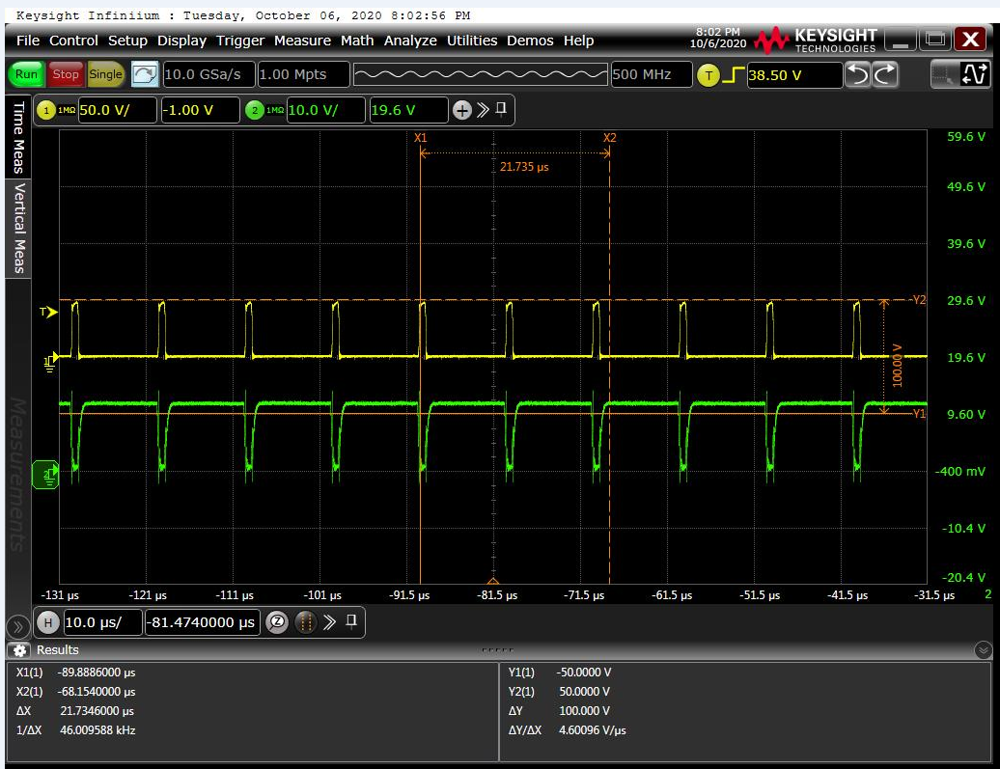 Keysight Infiniium : Tuesday, October 06, 2020 8:02:56 PM
File Control Setup Display Trigger Measure Math Analyze Utilities Demos Help
8:02 PM
10/6/2020
KEYSIGHT
TECHNOLOGIES
X
Run Stop Single 10.0 GSa/s 1.00 Mpts 500 MHz T 38.50 V
1 1MΩ 50.0 V/ -1.00 V 2 1MΩ 10.0 V/ 19.6 V
Time Meas
Vertical Meas
Measurements
X1 X2
21.735 µs
59.6 V
49.6 V
39.6 V
Y2 29.6 V
T
1 19.6 V
100.00 V
Y1 9.60 V
2 -400 mV
-10.4 V
-20.4 V
-131 µs -121 µs -111 µs -101 µs -91.5 µs -81.5 µs -71.5 µs -61.5 µs -51.5 µs -41.5 µs -31.5 µs 2
H 10.0 µs/ -81.4740000 µs
Results
X1(1) -89.8886000 µs
X2(1) -68.1540000 µs
ΔX 21.7346000 µs
1/ΔX 46.009588 kHz
Y1(1) -50.0000 V
Y2(1) 50.0000 V
ΔY 100.000 V
ΔY/ΔX 4.60096 V/µs